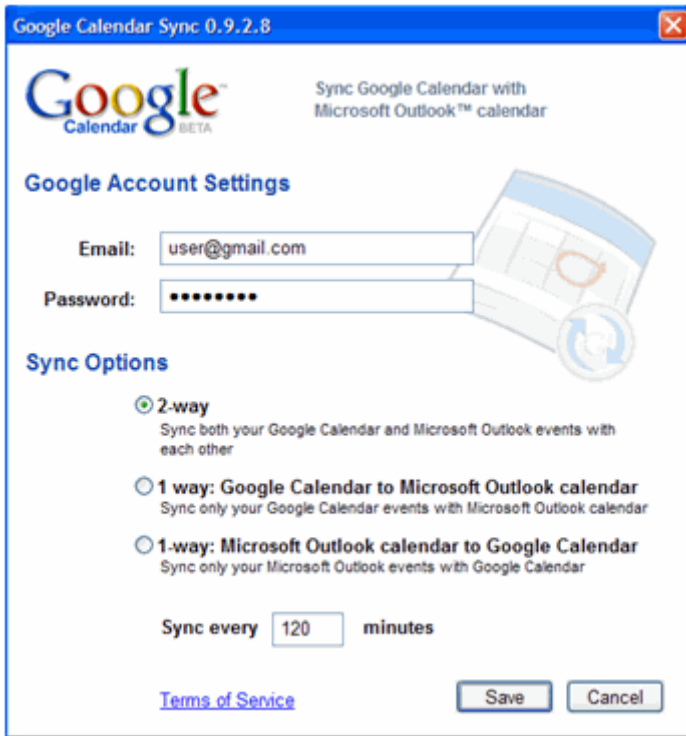 Google Calendar Sync 0.9.2.8
Google™
Calendar BETA
Sync Google Calendar with
Microsoft Outlook™ calendar
Google Account Settings
Email: user@gmail.com
Password: ••••••••
Sync Options
2-way
Sync both your Google Calendar and Microsoft Outlook events with
each other
1 way: Google Calendar to Microsoft Outlook calendar
Sync only your Google Calendar events with Microsoft Outlook calendar
1-way: Microsoft Outlook calendar to Google Calendar
Sync only your Microsoft Outlook events with Google Calendar
Sync every 120 minutes
Terms of Service Save Cancel